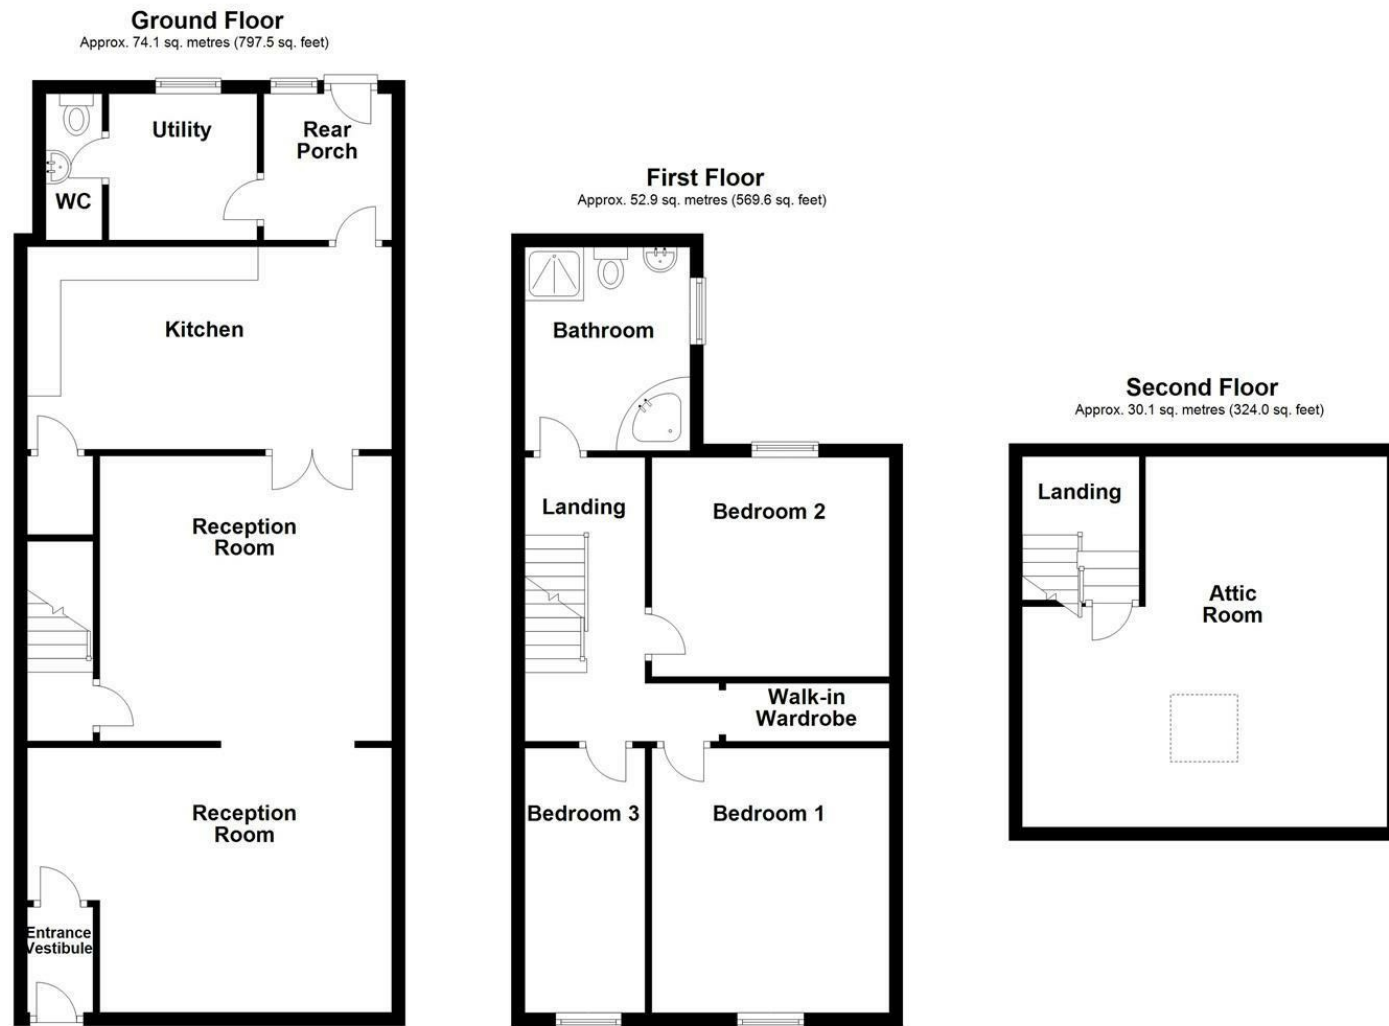 Ground Floor
Approx. 74.1 sq. metres (797.5 sq. feet)
Utility
Rear
Porch
WC
Kitchen
Reception
Room
Reception
Room
Entrance
Vestibule
First Floor
Approx. 52.9 sq. metres (569.6 sq. feet)
Bathroom
Landing
Bedroom 2
Walk-in
Wardrobe
Bedroom 3
Bedroom 1
Second Floor
Approx. 30.1 sq. metres (324.0 sq. feet)
Landing
Attic
Room